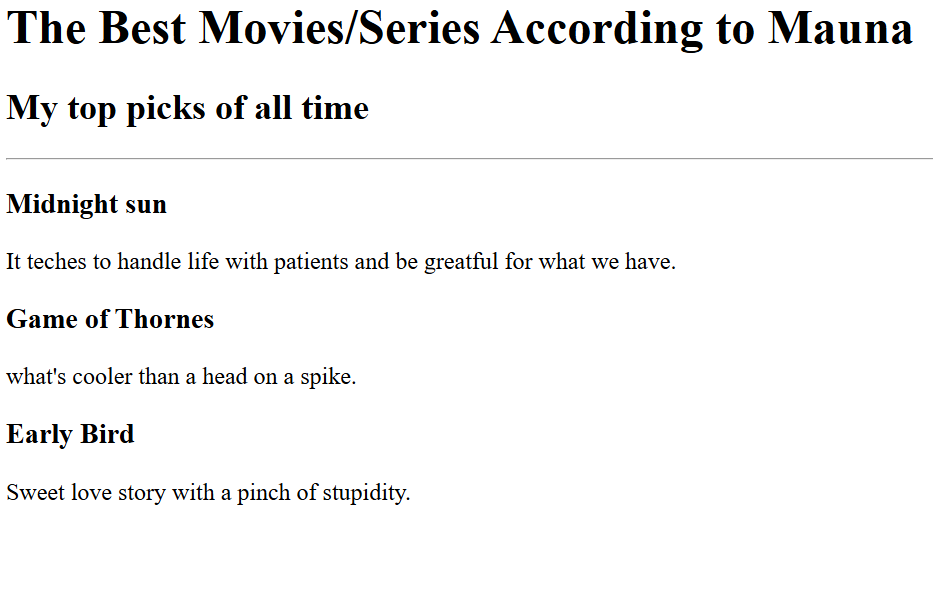 The Best Movies/Series According to Mauna
My top picks of all time
Midnight sun
It teches to handle life with patients and be greatful for what we have.
Game of Thornes
what's cooler than a head on a spike.
Early Bird
Sweet love story with a pinch of stupidity.